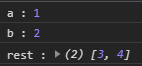 a : 1
b : 2
rest : ▶ (2) [3, 4]